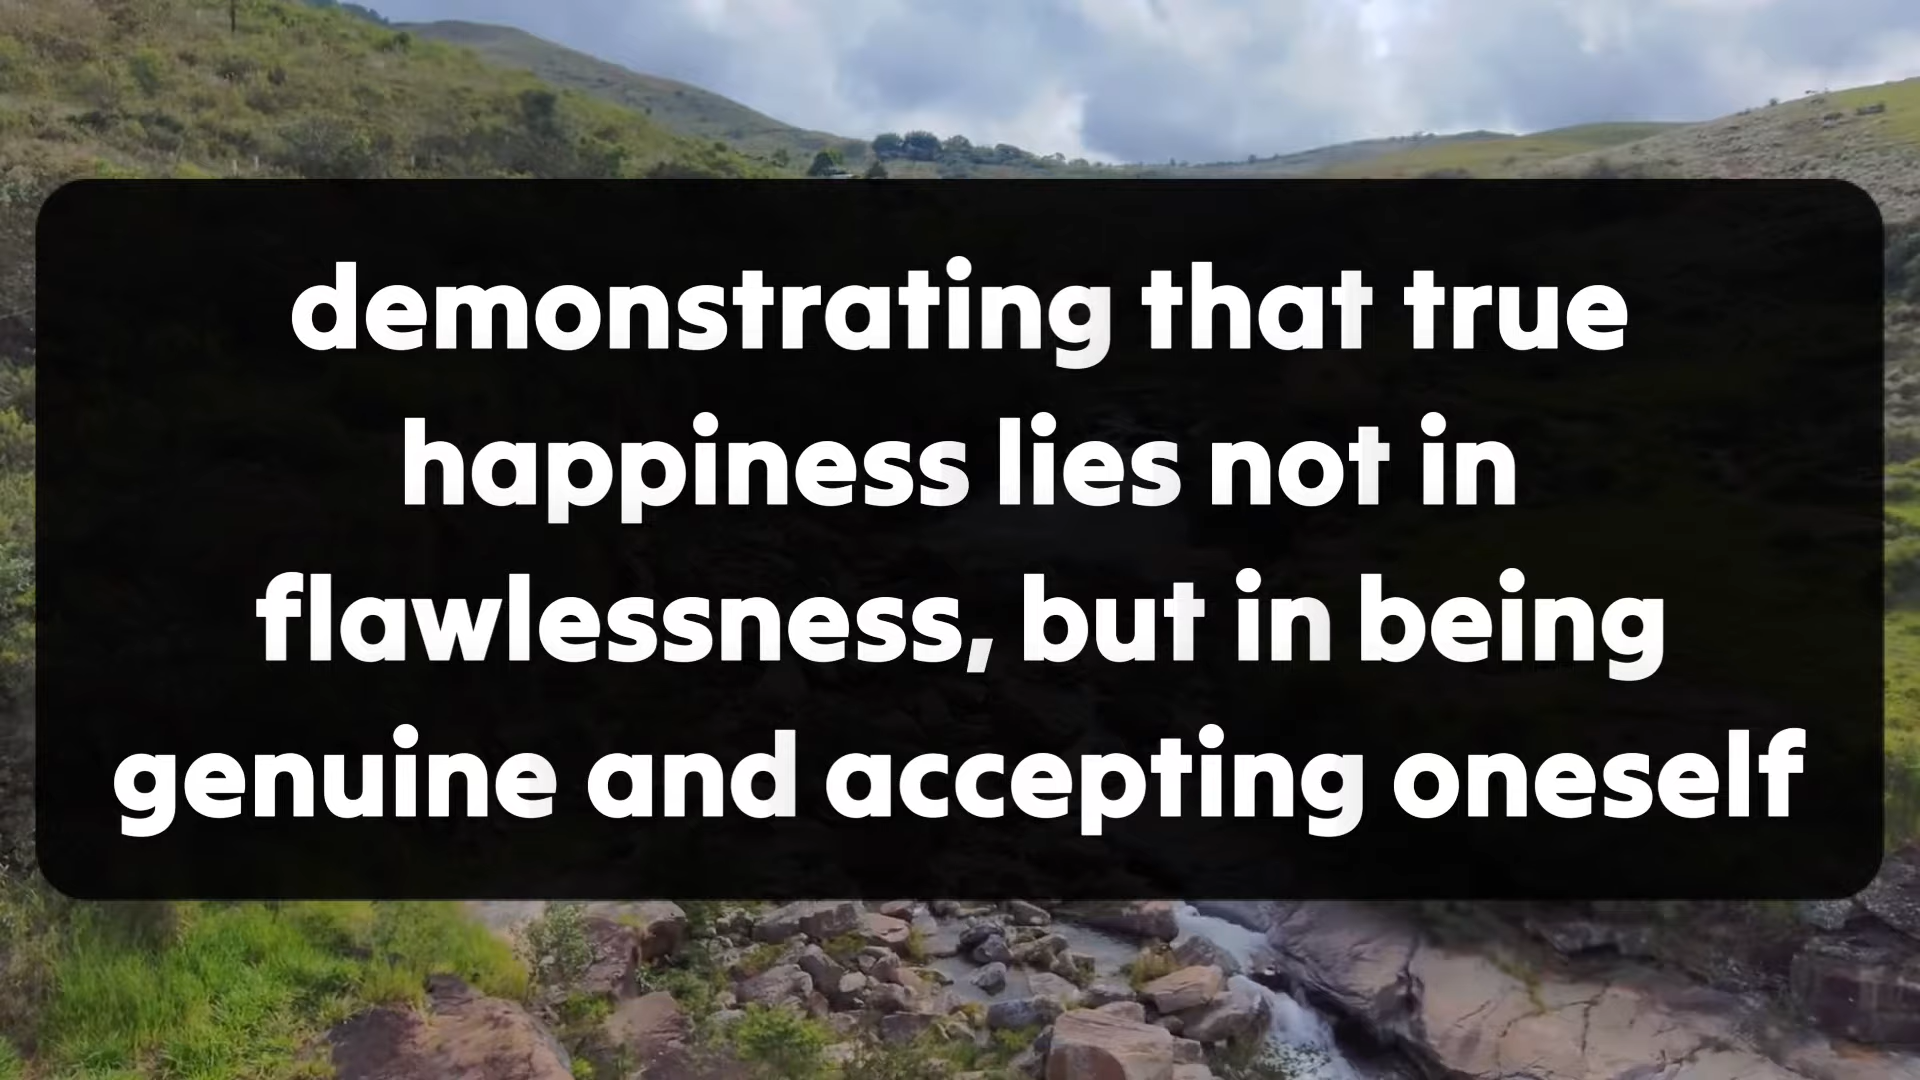 demonstrating that true
happiness lies not in
flawlessness, but in being
genuine and accepting oneself